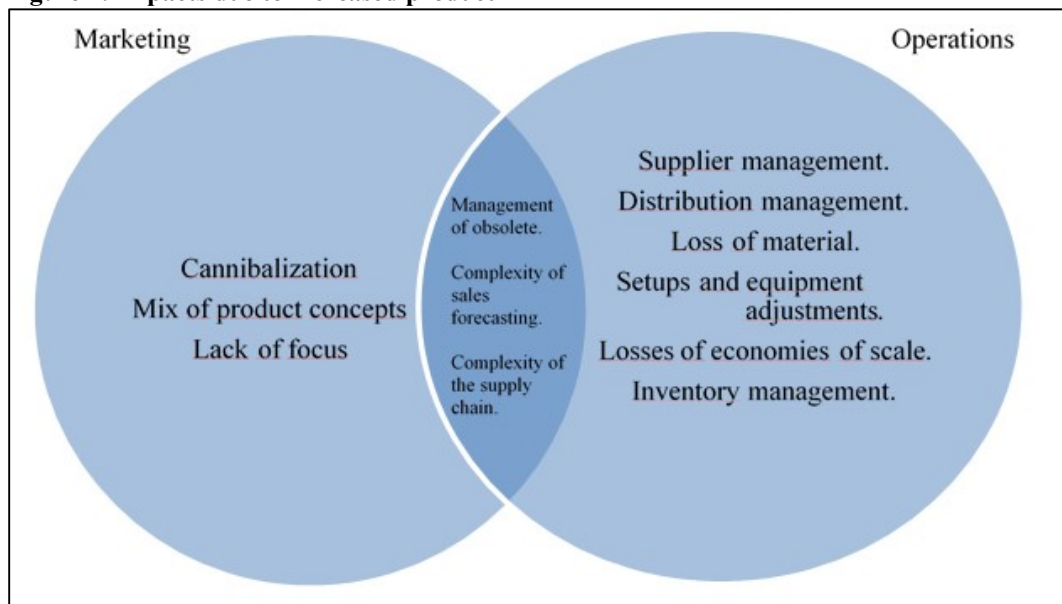 Marketing
Operations
Cannibalization
Mix of product concepts
Lack of focus
Management
of obsolete.
Complexity of
sales
forecasting.
Complexity of
the supply
chain.
Supplier management.
Distribution management.
Loss of material.
Setups and equipment
adjustments.
Losses of economies of scale.
Inventory management.